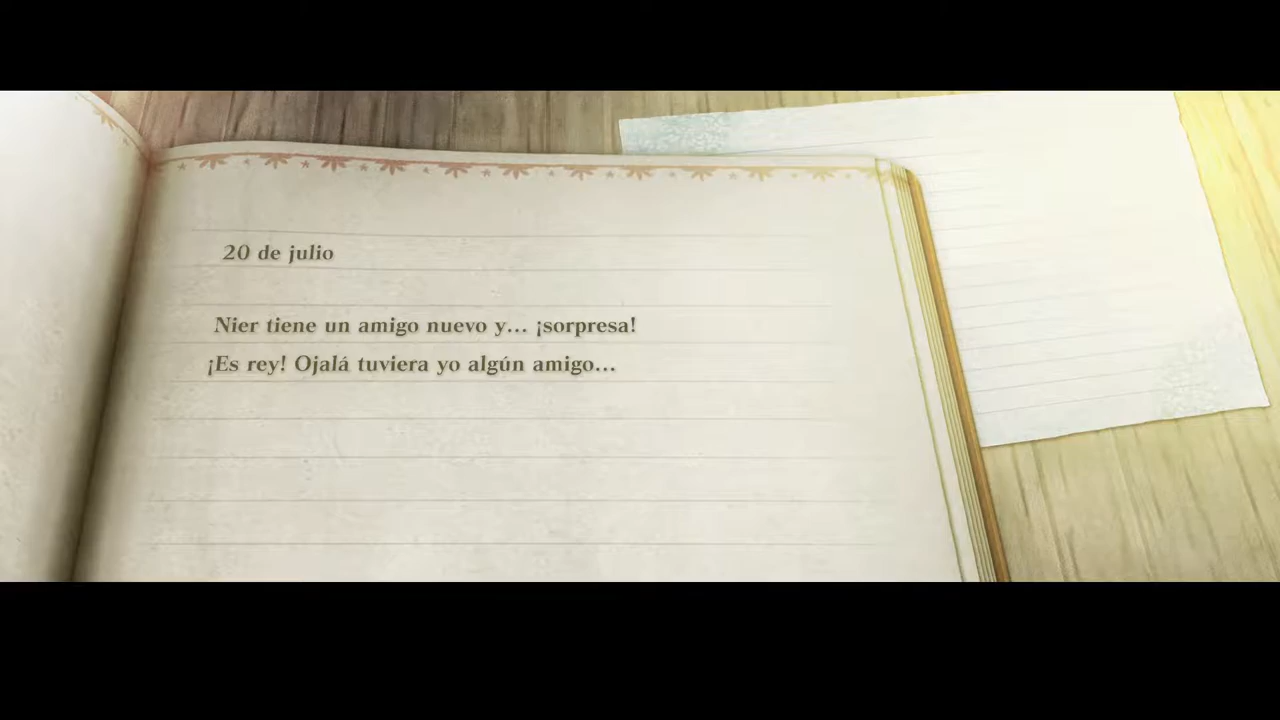 20 de julio
Nier tiene un amigo nuevo y... ¡sorpresa!
¡Es rey! Ojalá tuviera yo algún amigo...